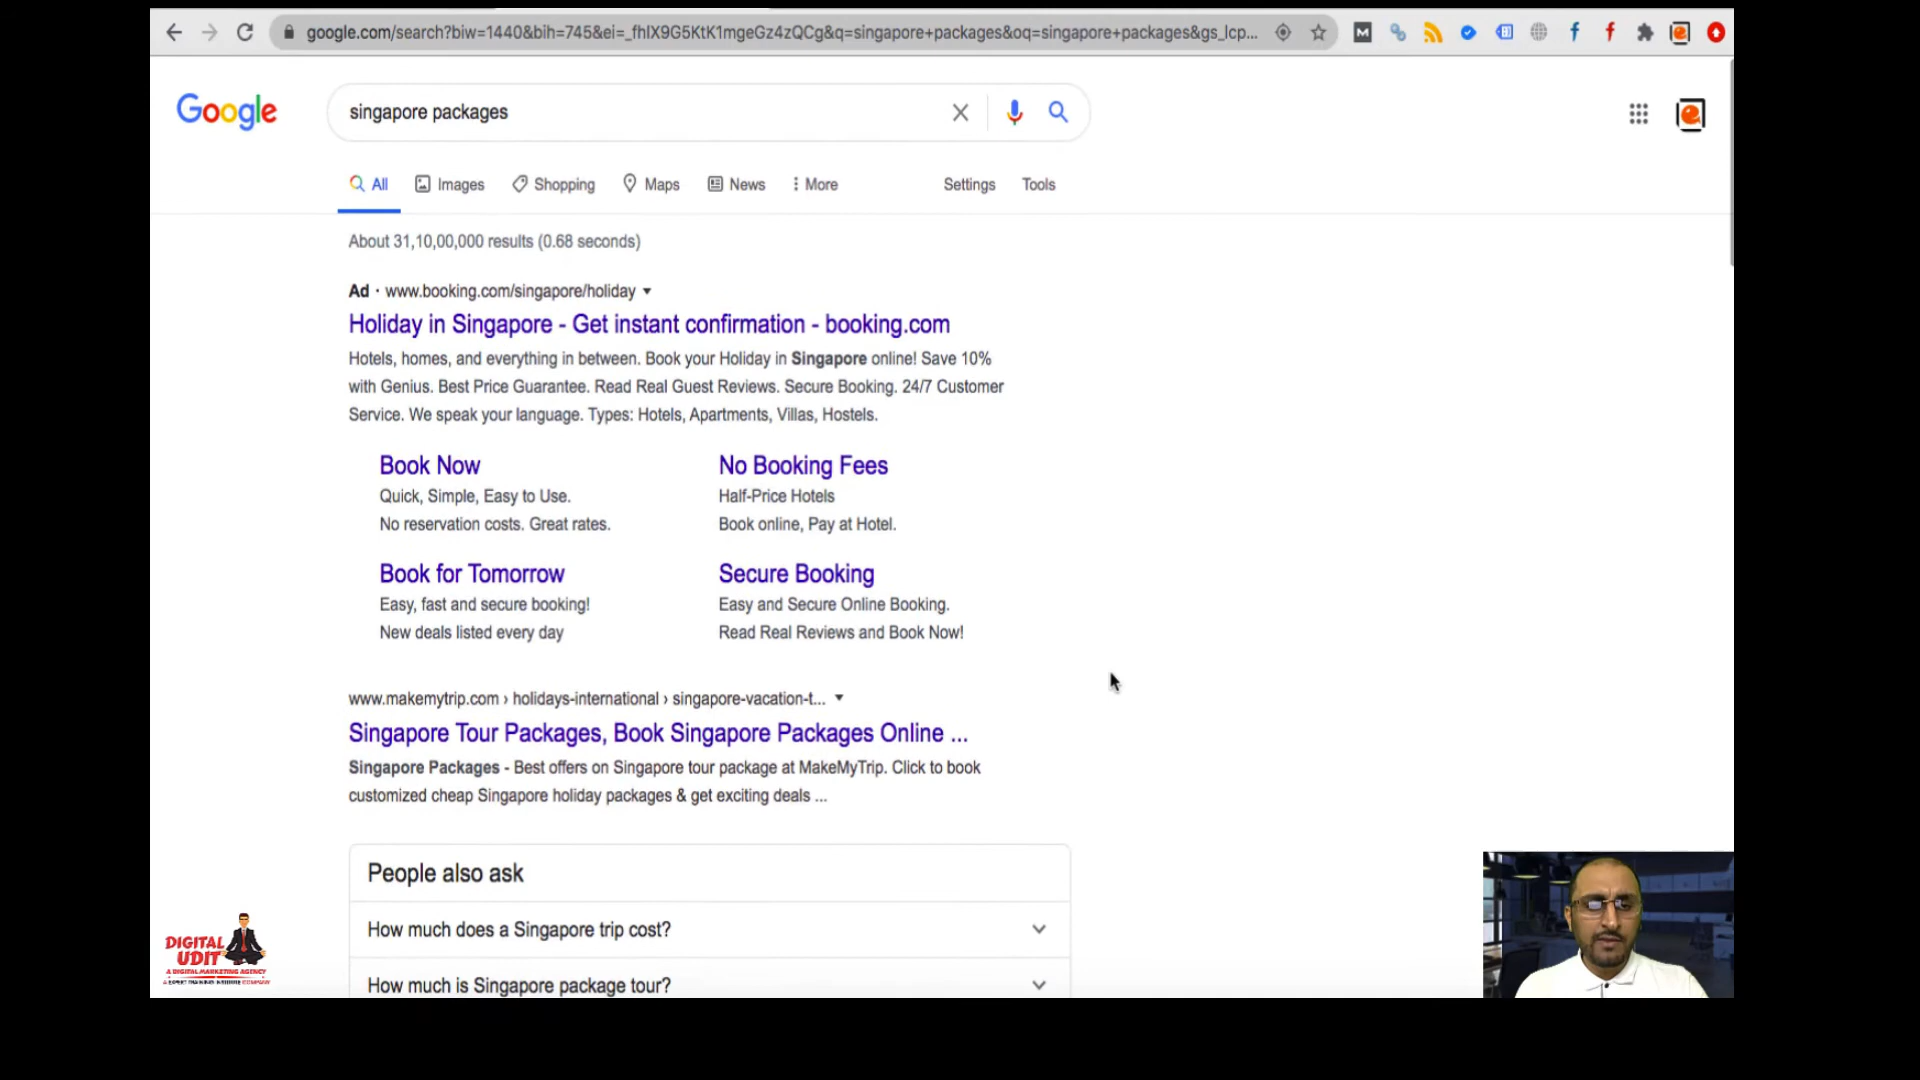 google.com/search?biw=1440&bih=745&ei=_fhIX9G5KtK1mgeGz4zQCg&q=singapore+packages&oq=singapore+packages&gs_lcp...
Google
singapore packages
All
Images
Shopping
Maps
News
More
Settings
Tools
About 31,10,00,000 results (0.68 seconds)
Ad · www.booking.com/singapore/holiday
Holiday in Singapore - Get instant confirmation - booking.com
Hotels, homes, and everything in between. Book your Holiday in Singapore online! Save 10%
with Genius. Best Price Guarantee. Read Real Guest Reviews. Secure Booking. 24/7 Customer
Service. We speak your language. Types: Hotels, Apartments, Villas, Hostels.
Book Now
Quick, Simple, Easy to Use.
No reservation costs. Great rates.
No Booking Fees
Half-Price Hotels
Book online, Pay at Hotel.
Book for Tomorrow
Easy, fast and secure booking!
New deals listed every day
Secure Booking
Easy and Secure Online Booking.
Read Real Reviews and Book Now!
www.makemytrip.com › holidays-international › singapore-vacation-t...
Singapore Tour Packages, Book Singapore Packages Online ...
Singapore Packages - Best offers on Singapore tour package at MakeMyTrip. Click to book
customized cheap Singapore holiday packages & get exciting deals ...
People also ask
How much does a Singapore trip cost?
How much is Singapore package tour?
DIGITAL
UDIT
A DIGITAL MARKETING AGENCY